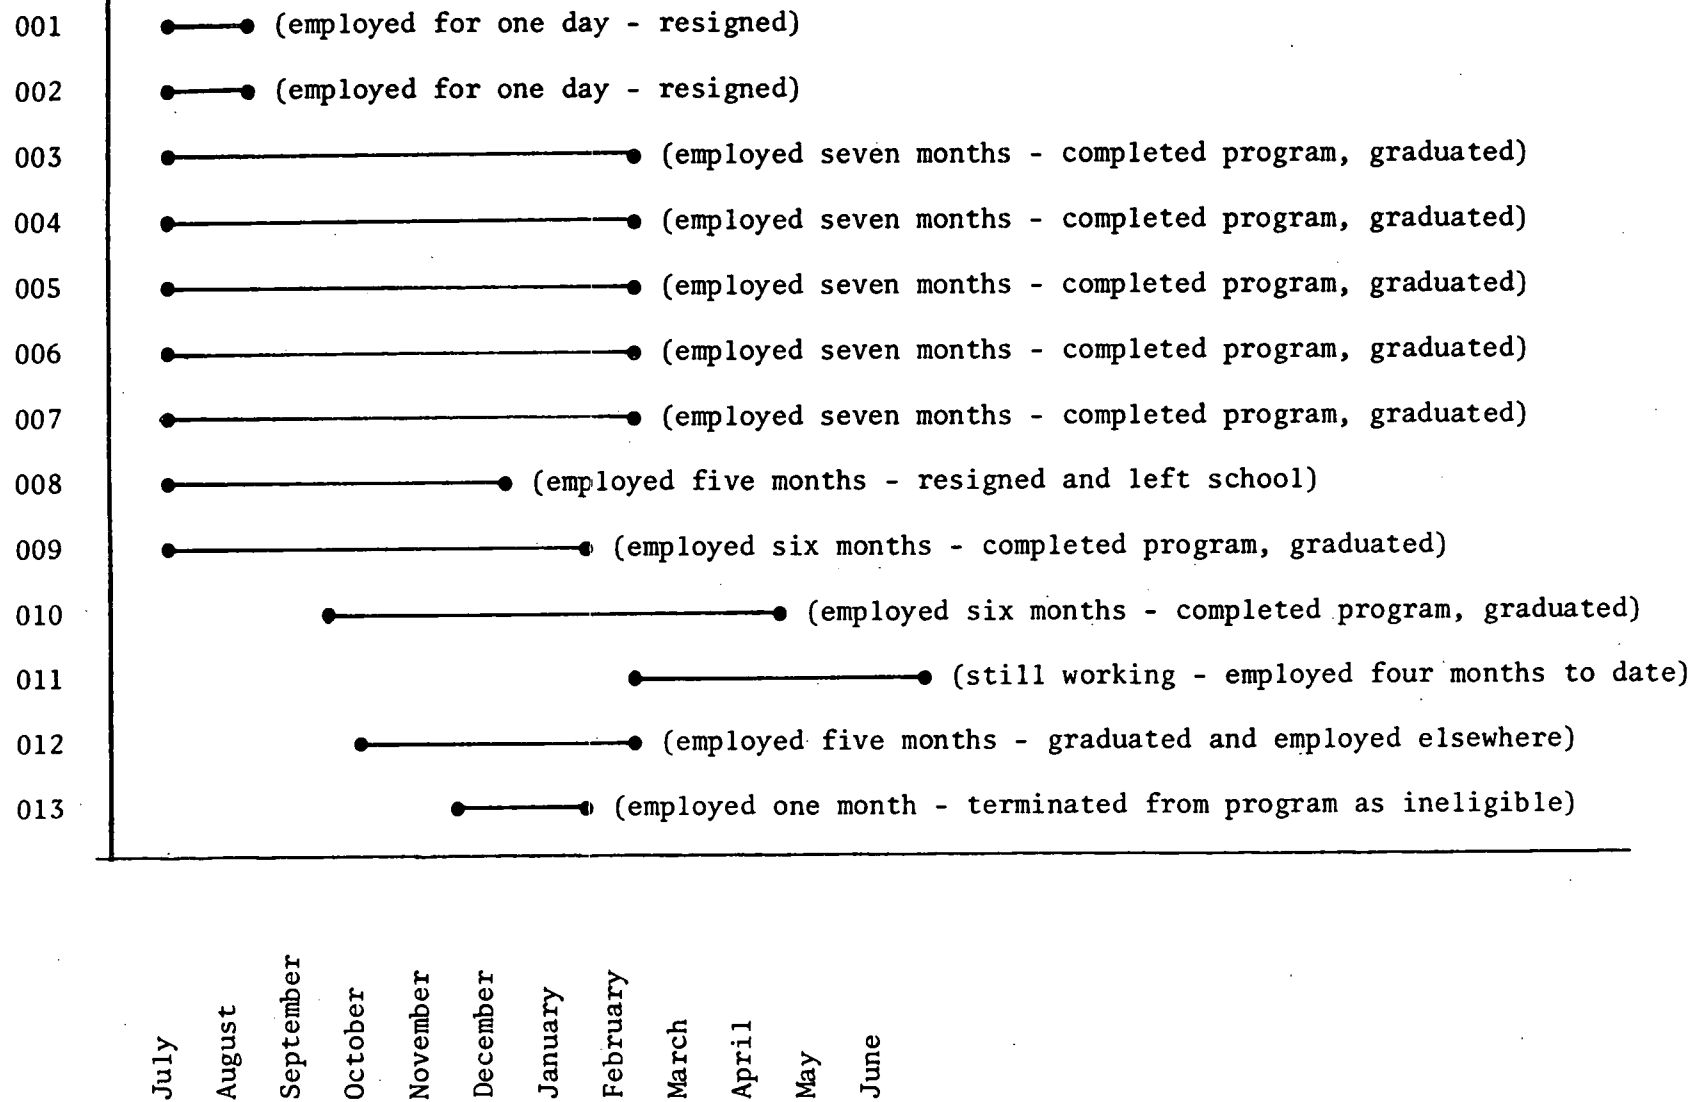 001 (employed for one day - resigned)
002 (employed for one day - resigned)
003 (employed seven months - completed program, graduated)
004 (employed seven months - completed program, graduated)
005 (employed seven months - completed program, graduated)
006 (employed seven months - completed program, graduated)
007 (employed seven months - completed program, graduated)
008 (employed five months - resigned and left school)
009 (employed six months - completed program, graduated)
010 (employed six months - completed program, graduated)
011 (still working - employed four months to date)
012 (employed five months - graduated and employed elsewhere)
013 (employed one month - terminated from program as ineligible)
July
August
September
October
November
December
January
February
March
April
May
June